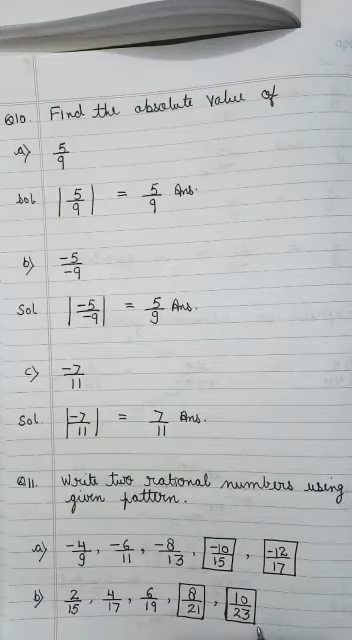 Q10. Find the absolute value of
a) 5/9
Sol |5/9| = 5/9 Ans.
b) -5/-9
Sol |-5/-9| = 5/9 Ans.
c) -7/11
Sol |-7/11| = 7/11 Ans.
Q11. Write two rational numbers using
given pattern.
a) -4/9, -6/11, -8/13, -10/15, -12/17
b) 2/15, 4/17, 6/19, 8/21, 10/23